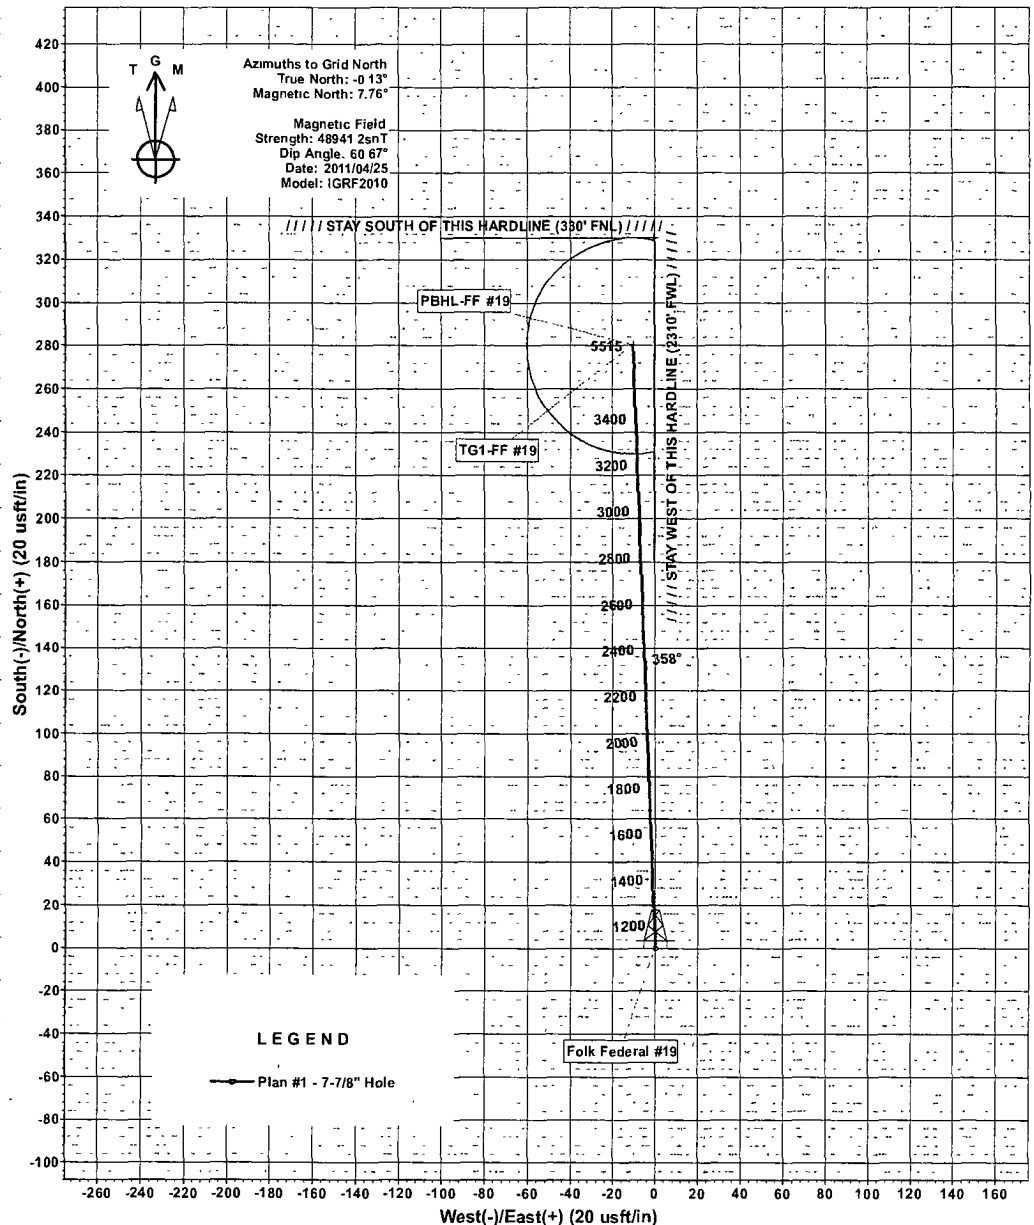 T G M
Azimuths to Grid North
True North: -0 13°
Magnetic North: 7.76°
Magnetic Field
Strength: 48941 2snT
Dip Angle. 60 67°
Date: 2011/04/25
Model: IGRF2010
///// STAY SOUTH OF THIS HARDLINE (330' FNL) /////
///// STAY WEST OF THIS HARDLINE (2310' FWL) /////
PBHL-FF #19
5515
3400
TG1-FF #19
3200
3000
2800
2600
2400
358°
2200
2000
1800
1600
1400
1200
Folk Federal #19
LEGEND
Plan #1 - 7-7/8" Hole
South(-)/North(+) (20 usft/in)
420
400
380
360
340
320
300
280
260
240
220
200
180
160
140
120
100
80
60
40
20
0
-20
-40
-60
-80
-100
-260 -240 -220 -200 -180 -160 -140 -120 -100 -80 -60 -40 -20 0 20 40 60 80 100 120 140 160
West(-)/East(+) (20 usft/in)